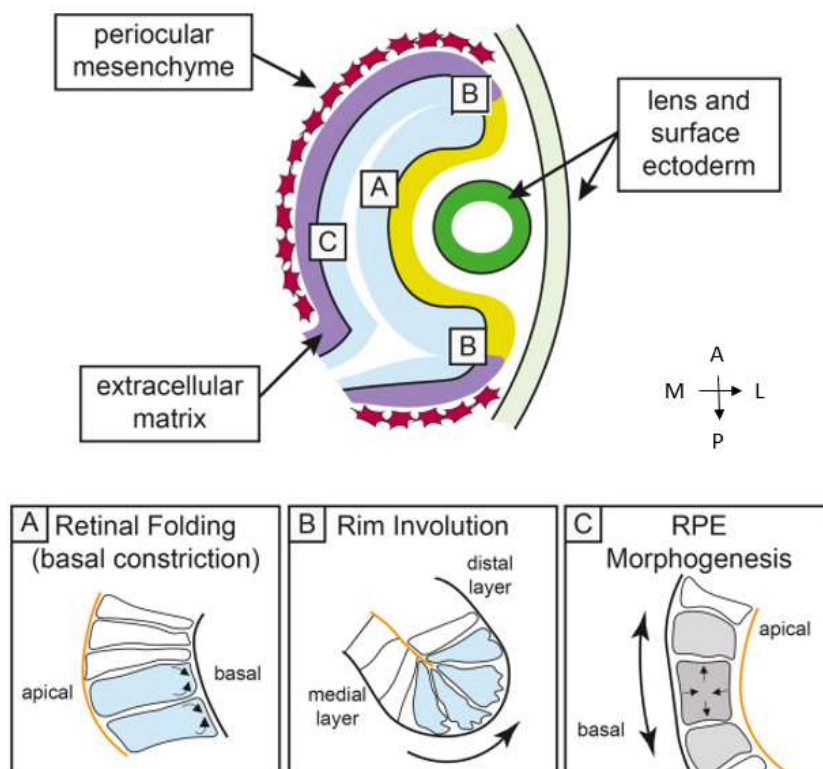 periocular
mesenchyme
B
lens and
surface
ectoderm
A
C
B
extracellular
matrix
A
M L
P
A Retinal Folding
(basal constriction)
apical
basal
B Rim Involution
distal
layer
medial
layer
C RPE
Morphogenesis
apical
basal